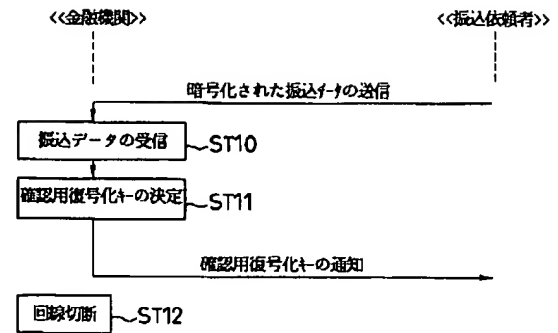 <<金融機関>> <<振込依頼者>>
暗号化された振込データの送信
振込データの受信 ST10
確認用復号化キーの決定 ST11
確認用復号化キーの通知
回線切断 ST12